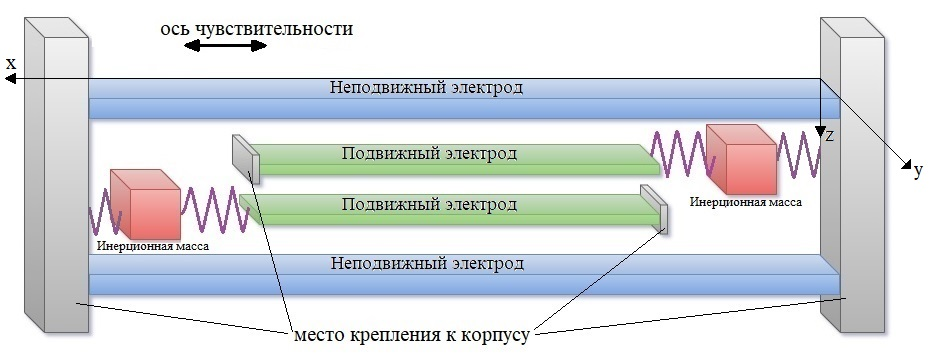 ось чувствительности
x
Неподвижный электрод
Подвижный электрод
z
y
Инерционная масса
Подвижный электрод
Инерционная масса
Неподвижный электрод
место крепления к корпусу